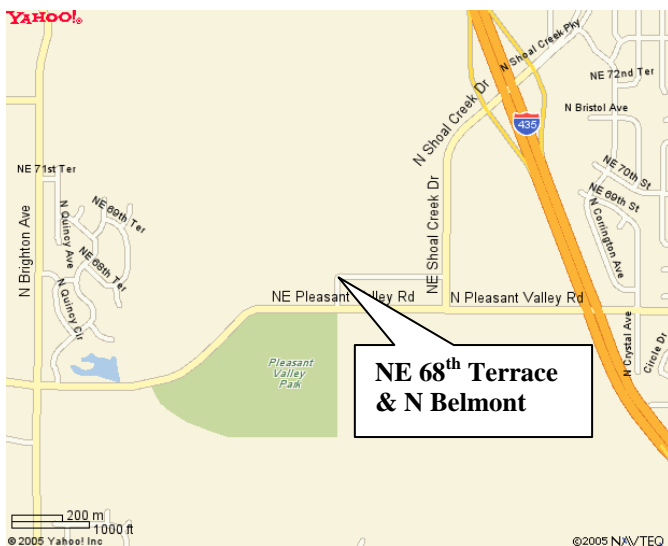 YAHOO!®
N Shoal Creek Pky
NE 72nd Ter
N Bristol Ave
N Shoal Creek Dr
435
NE 71st Ter
NE 70th St
NE 69th St
NE 69th Ter
N Quincy Ave
N Brighton Ave
NE 68th Ter
N Quincy Cir
N Corrington Ave
NE Shoal Creek Dr
NE Pleasant Valley Rd
N Pleasant Valley Rd
N Crystal Ave
Circle Dr
Pleasant
Valley
Park
NE 68th Terrace
& N Belmont
200 m
1000 ft
©2005 Yahoo! Inc
©2005 NAVTEQ